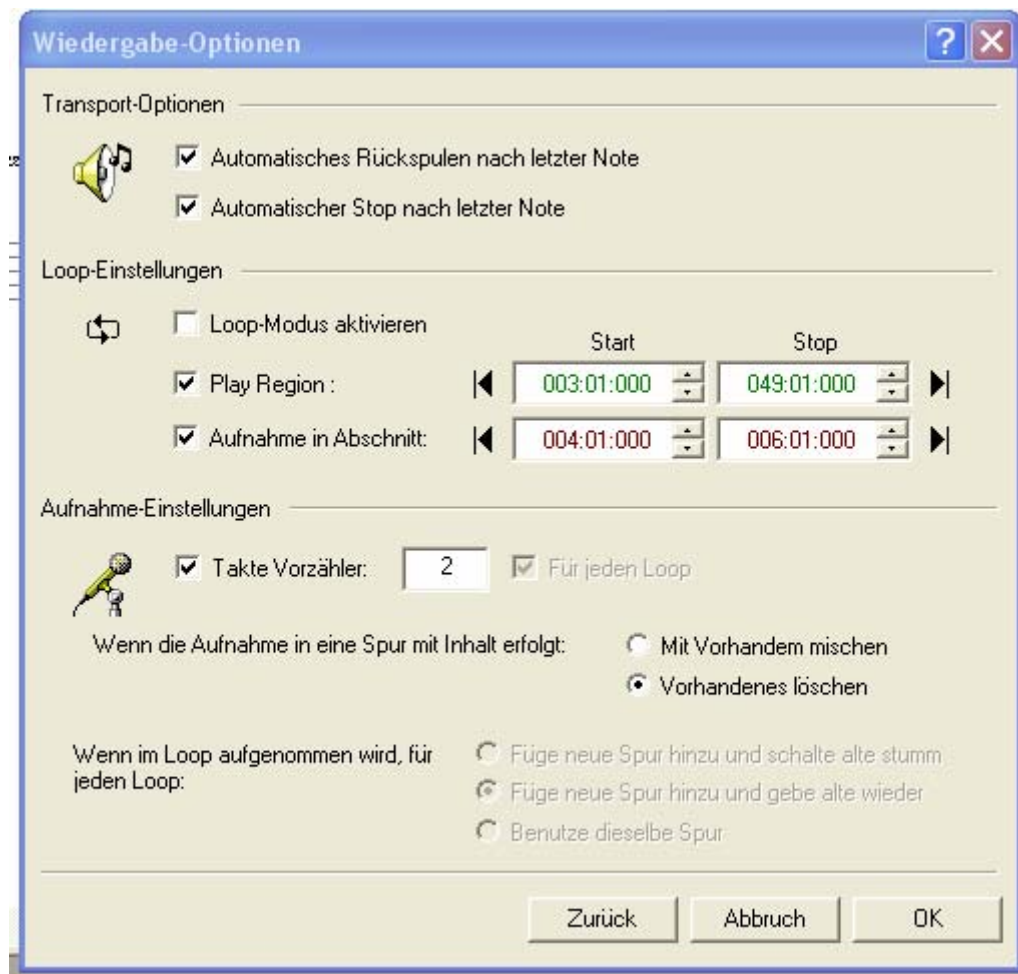 Wiedergabe-Optionen
Transport-Optionen
Automatisches Rückspulen nach letzter Note
Automatischer Stop nach letzter Note
Loop-Einstellungen
Loop-Modus aktivieren
Start Stop
Play Region : 003:01:000 049:01:000
Aufnahme in Abschnitt: 004:01:000 006:01:000
Aufnahme-Einstellungen
Takte Vorzähler: 2 Für jeden Loop
Wenn die Aufnahme in eine Spur mit Inhalt erfolgt: Mit Vorhandem mischen
Vorhandenes löschen
Wenn im Loop aufgenommen wird, für
jeden Loop:
Füge neue Spur hinzu und schalte alte stumm
Füge neue Spur hinzu und gebe alte wieder
Benutze dieselbe Spur
Zurück Abbruch OK